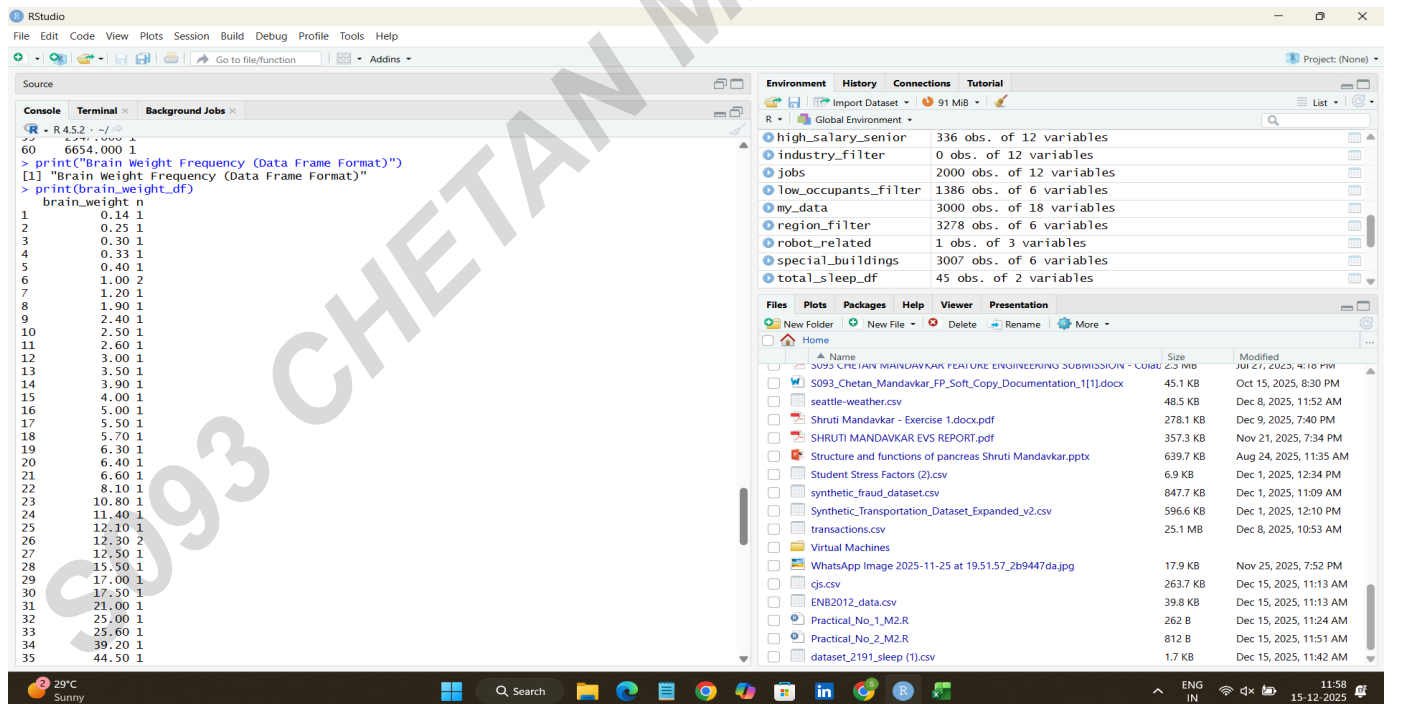 RStudio
File Edit Code View Plots Session Build Debug Profile Tools Help
Go to file/function Addins Project: (None)
Source
Console Terminal Background Jobs
R 4.5.2 · ~/
60 6654.000 1
> print("Brain Weight Frequency (Data Frame Format)")
[1] "Brain Weight Frequency (Data Frame Format)"
> print(brain_weight_df)
brain_weight n
1 0.14 1
2 0.25 1
3 0.30 1
4 0.33 1
5 0.40 1
6 1.00 2
7 1.20 1
8 1.90 1
9 2.40 1
10 2.50 1
11 2.60 1
12 3.00 1
13 3.50 1
14 3.90 1
15 4.00 1
16 5.00 1
17 5.50 1
18 5.70 1
19 6.30 1
20 6.40 1
21 6.60 1
22 8.10 1
23 10.80 1
24 11.40 1
25 12.10 1
26 12.30 2
27 12.50 1
28 15.50 1
29 17.00 1
30 17.50 1
31 21.00 1
32 25.00 1
33 25.60 1
34 39.20 1
35 44.50 1
Environment History Connections Tutorial
Import Dataset 91 MiB List
R Global Environment
high_salary_senior 336 obs. of 12 variables
industry_filter 0 obs. of 12 variables
jobs 2000 obs. of 12 variables
low_occupants_filter 1386 obs. of 6 variables
my_data 3000 obs. of 18 variables
region_filter 3278 obs. of 6 variables
robot_related 1 obs. of 3 variables
special_buildings 3007 obs. of 6 variables
total_sleep_df 45 obs. of 2 variables
Files Plots Packages Help Viewer Presentation
New Folder New File Delete Rename More
Home
Name Size Modified
S093 CHETAN MANDAVKAR FEATURE ENGINEERING SUBMISSION - Colab 2.3 MB Jul 27, 2025, 4:18 PM
S093_Chetan_Mandavkar_FP_Soft_Copy_Documentation_1[1].docx 45.1 KB Oct 15, 2025, 8:30 PM
seattle-weather.csv 48.5 KB Dec 8, 2025, 11:52 AM
Shruti Mandavkar - Exercise 1.docx.pdf 278.1 KB Dec 9, 2025, 7:40 PM
SHRUTI MANDAVKAR EVS REPORT.pdf 357.3 KB Nov 21, 2025, 7:34 PM
Structure and functions of pancreas Shruti Mandavkar.pptx 639.7 KB Aug 24, 2025, 11:35 AM
Student Stress Factors (2).csv 6.9 KB Dec 1, 2025, 12:34 PM
synthetic_fraud_dataset.csv 847.7 KB Dec 1, 2025, 11:09 AM
Synthetic_Transportation_Dataset_Expanded_v2.csv 596.6 KB Dec 1, 2025, 12:10 PM
transactions.csv 25.1 MB Dec 8, 2025, 10:53 AM
Virtual Machines
WhatsApp Image 2025-11-25 at 19.51.57_2b9447da.jpg 17.9 KB Nov 25, 2025, 7:52 PM
cjs.csv 263.7 KB Dec 15, 2025, 11:13 AM
ENB2012_data.csv 39.8 KB Dec 15, 2025, 11:13 AM
Practical_No_1_M2.R 262 B Dec 15, 2025, 11:24 AM
Practical_No_2_M2.R 812 B Dec 15, 2025, 11:51 AM
dataset_2191_sleep (1).csv 1.7 KB Dec 15, 2025, 11:42 AM
S093 CHETAN
2 29°C
Sunny
Search
ENG
IN
11:58
15-12-2025